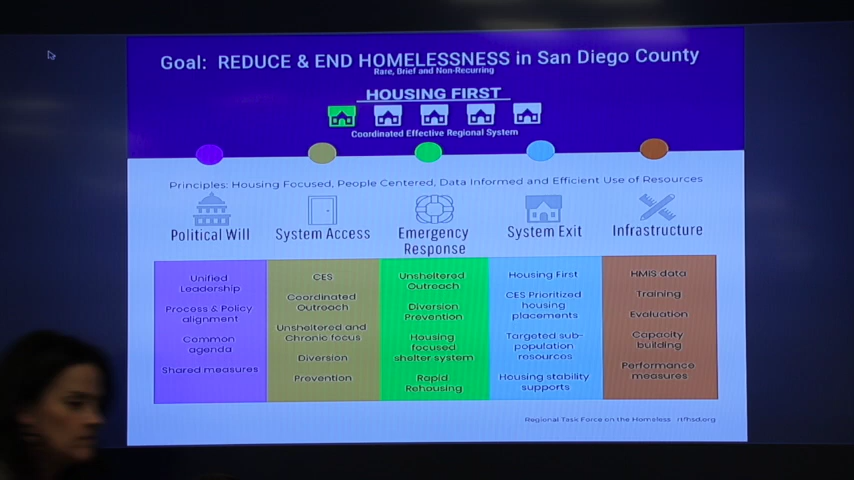 Goal: REDUCE & END HOMELESSNESS in San Diego County
Rare, Brief and Non-Recurring
HOUSING FIRST
Coordinated Effective Regional System
Principles: Housing Focused, People Centered, Data Informed and Efficient Use of Resources
Political Will
System Access
Emergency
Response
System Exit
Infrastructure
Unified
Leadership
Process & Policy
alignment
Common
agenda
Shared measures
CES
Coordinated
Outreach
Unsheltered and
Chronic focus
Diversion
Prevention
Unsheltered
Outreach
Diversion
Prevention
Housing
focused
shelter system
Rapid
Rehousing
Housing First
CES Prioritized
housing
placements
Targeted sub-
population
resources
Housing stability
supports
HMIS data
Training
Evaluation
Capacity
building
Performance
measures
Regional Task Force on the Homeless rtfhsd.org